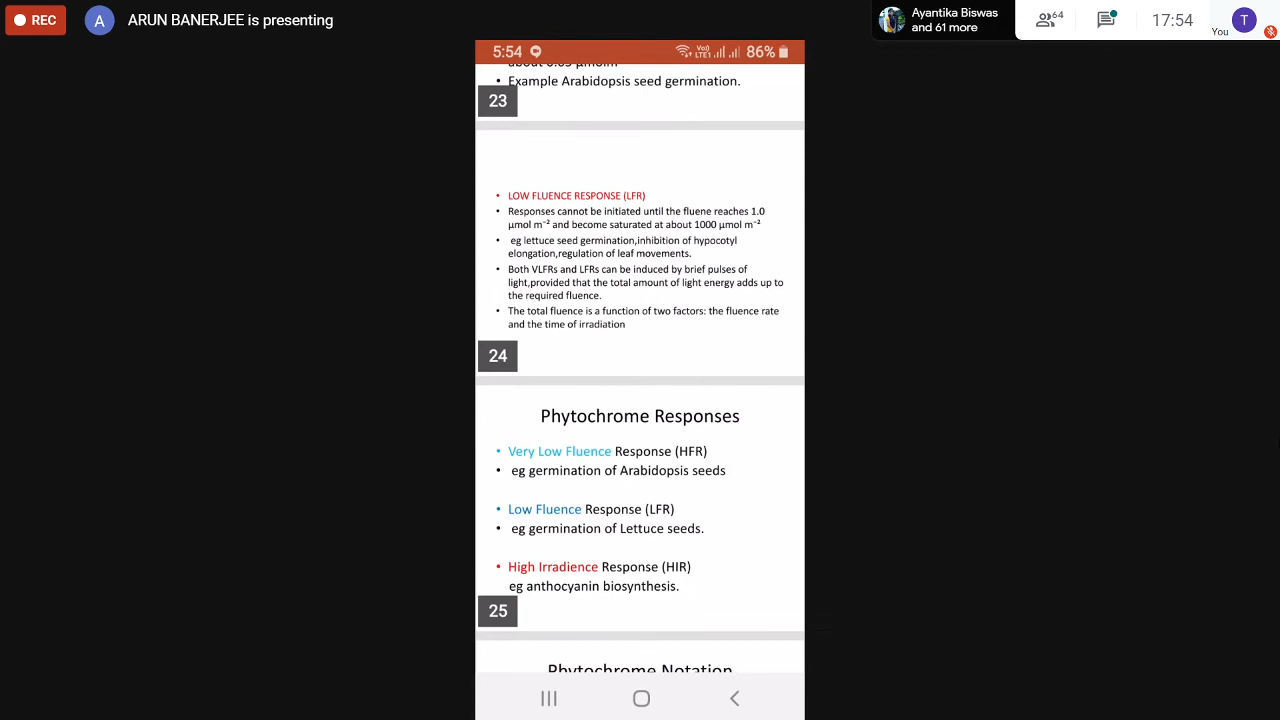 REC
A
ARUN BANERJEE is presenting
Ayantika Biswas
and 61 more
64
17:54
You
T
5:54
Vo))
LTE1
86%
• Example Arabidopsis seed germination.
23
• LOW FLUENCE RESPONSE (LFR)
• Responses cannot be initiated until the fluene reaches 1.0
μmol m⁻² and become saturated at about 1000 μmol m⁻²
• eg lettuce seed germination,inhibition of hypocotyl
elongation,regulation of leaf movements.
• Both VLFRs and LFRs can be induced by brief pulses of
light,provided that the total amount of light energy adds up to
the required fluence.
• The total fluence is a function of two factors: the fluence rate
and the time of irradiation
24
Phytochrome Responses
• Very Low Fluence Response (HFR)
• eg germination of Arabidopsis seeds
• Low Fluence Response (LFR)
• eg germination of Lettuce seeds.
• High Irradience Response (HIR)
eg anthocyanin biosynthesis.
25
Phytochrome Notation